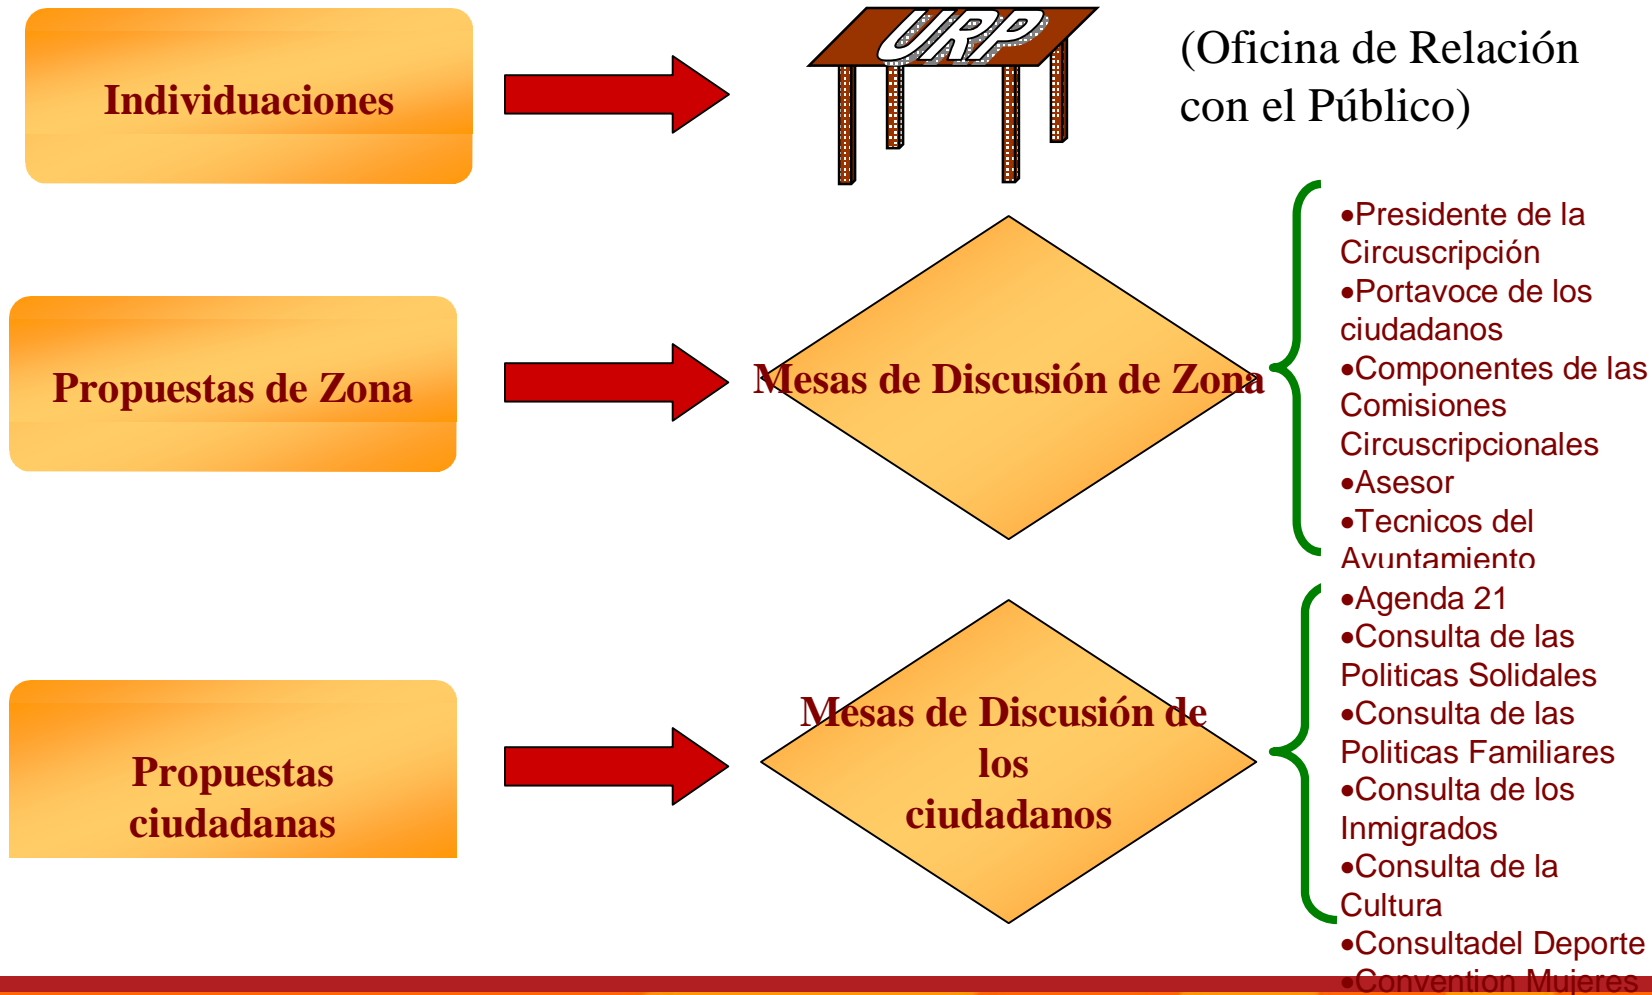 Individuaciones
URP
(Oficina de Relación
con el Público)
Propuestas de Zona
Mesas de Discusión de Zona
•Presidente de la
Circuscripción
•Portavoce de los
ciudadanos
•Componentes de las
Comisiones
Circuscripcionales
•Asesor
•Tecnicos del
Ayuntamiento
Propuestas
ciudadanas
Mesas de Discusión de
los
ciudadanos
•Agenda 21
•Consulta de las
Politicas Solidales
•Consulta de las
Politicas Familiares
•Consulta de los
Inmigrados
•Consulta de la
Cultura
•Consultadel Deporte
•Convention Mujeres